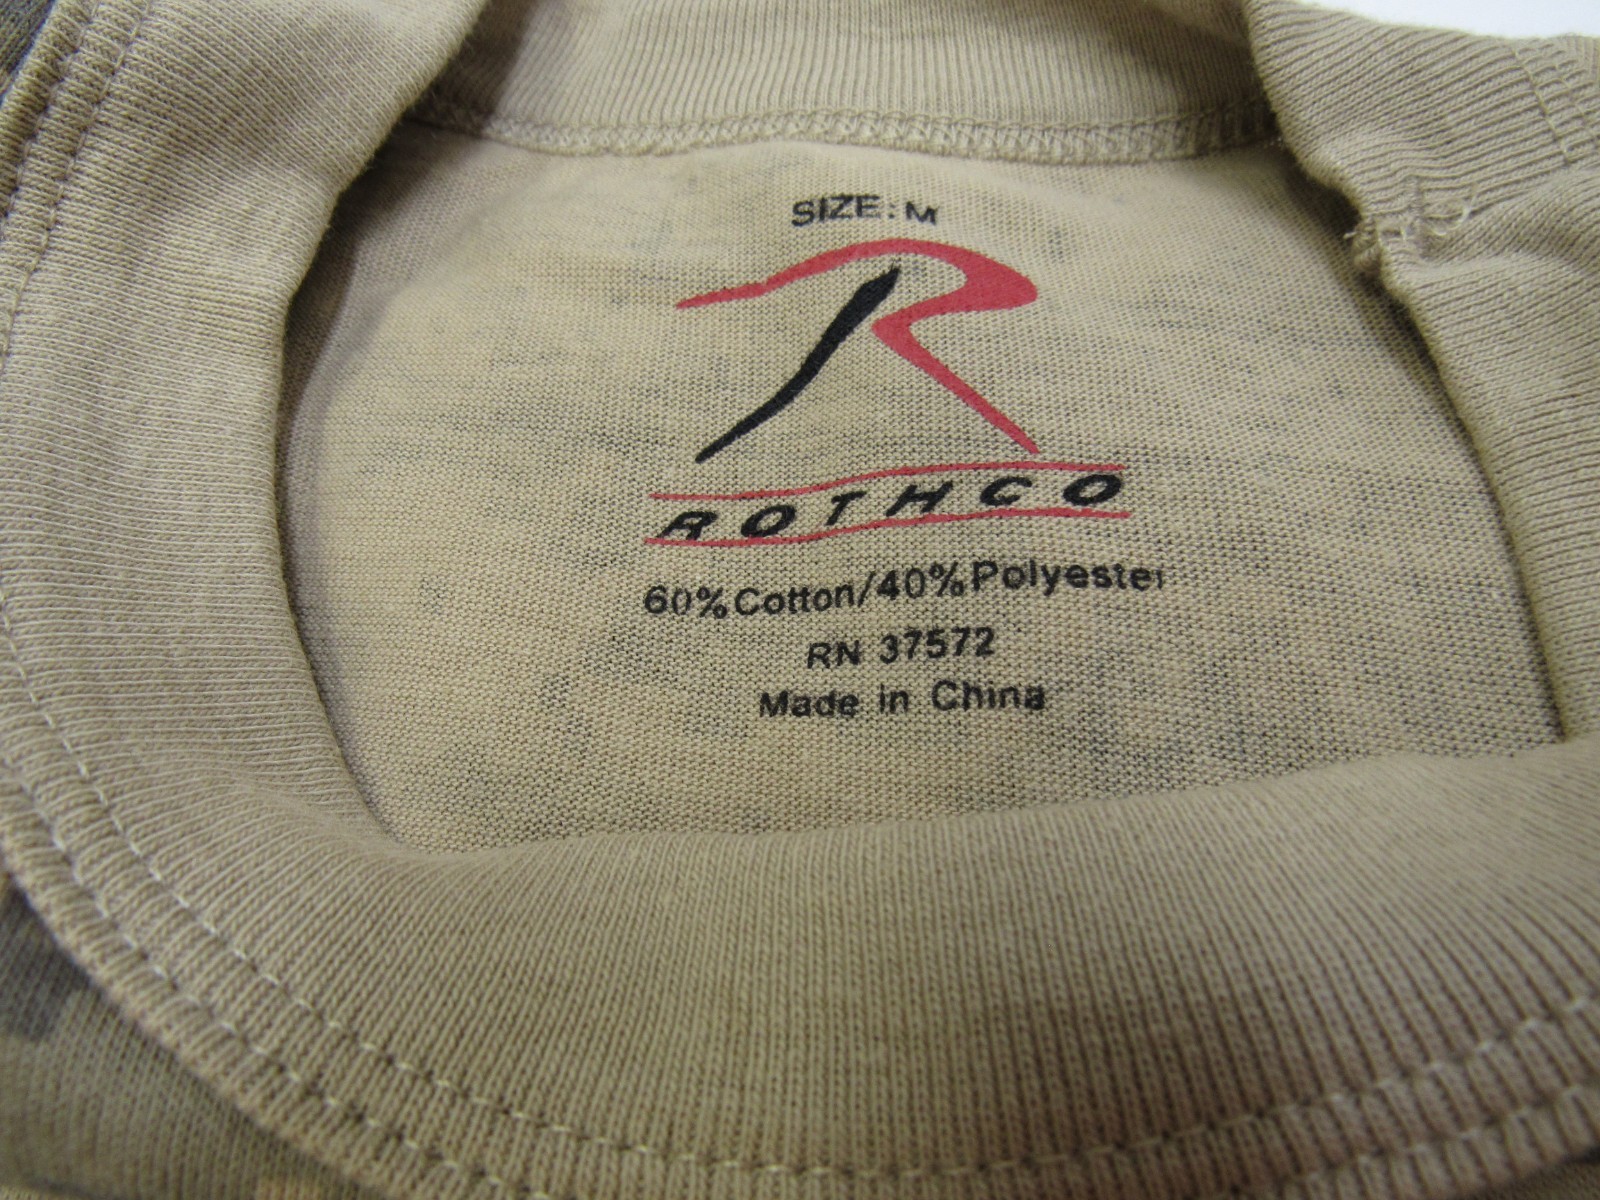 SIZE: M
ROTHCO
60% Cotton/40% Polyester
RN 37572
Made in China